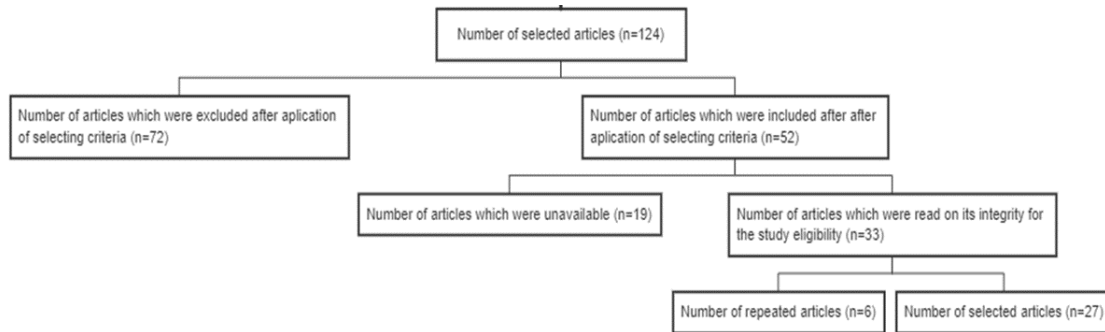 Number of selected articles (n=124)
Number of articles which were excluded after aplication
of selecting criteria (n=72)
Number of articles which were included after after
aplication of selecting criteria (n=52)
Number of articles which were unavailable (n=19)
Number of articles which were read on its integrity for
the study eligibility (n=33)
Number of repeated articles (n=6)
Number of selected articles (n=27)